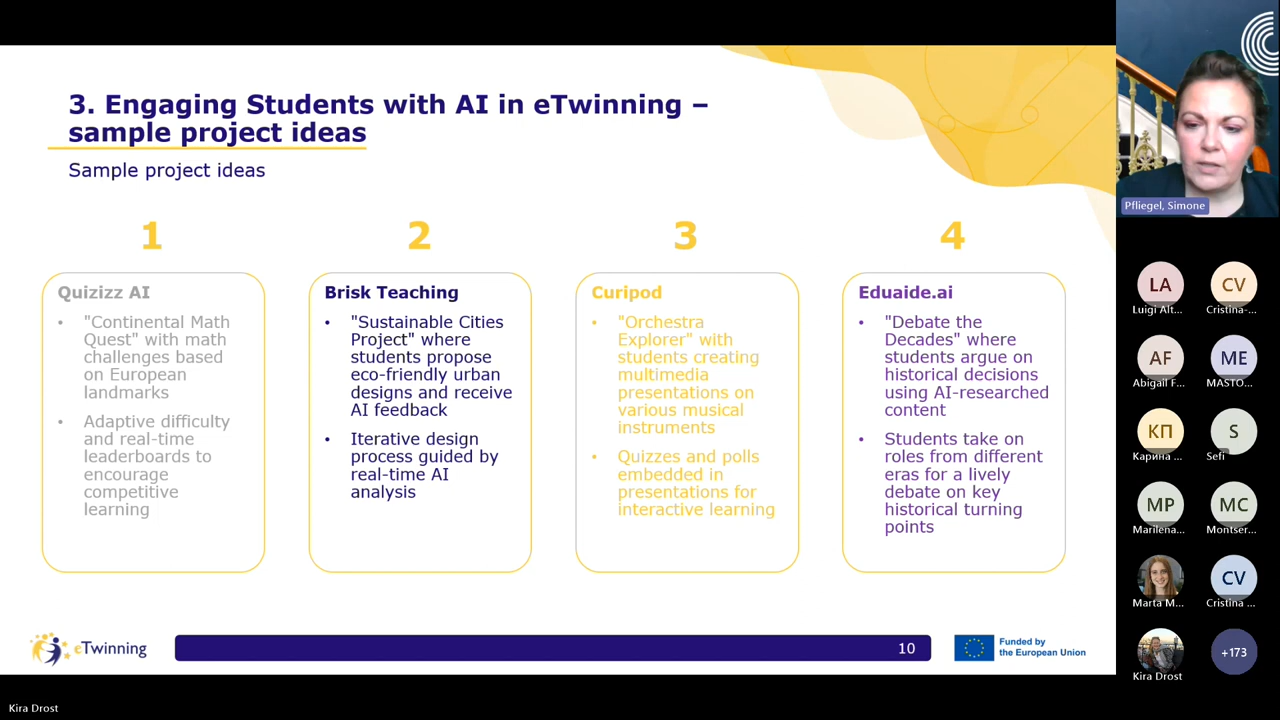 3. Engaging Students with AI in eTwinning –
sample project ideas
Sample project ideas
1
Quizizz AI
• "Continental Math
Quest" with math
challenges based
on European
landmarks
• Adaptive difficulty
and real-time
leaderboards to
encourage
competitive
learning
2
Brisk Teaching
• "Sustainable Cities
Project" where
students propose
eco-friendly urban
designs and receive
AI feedback
• Iterative design
process guided by
real-time AI
analysis
3
Curipod
• "Orchestra
Explorer" with
students creating
multimedia
presentations on
various musical
instruments
• Quizzes and polls
embedded in
presentations for
interactive learning
4
Eduaide.ai
• "Debate the
Decades" where
students argue on
historical decisions
using AI-researched
content
• Students take on
roles from different
eras for a lively
debate on key
historical turning
points
eTwinning
10
Funded by
the European Union
Pfliegel, Simone
LA
Luigi Alt...
CV
Cristina-...
AF
Abigail F...
ME
MASTO...
КП
Карина ...
S
Sefi
MP
Marilena...
MC
Montser...
Marta M...
CV
Cristina ...
Kira Drost
+173
Kira Drost